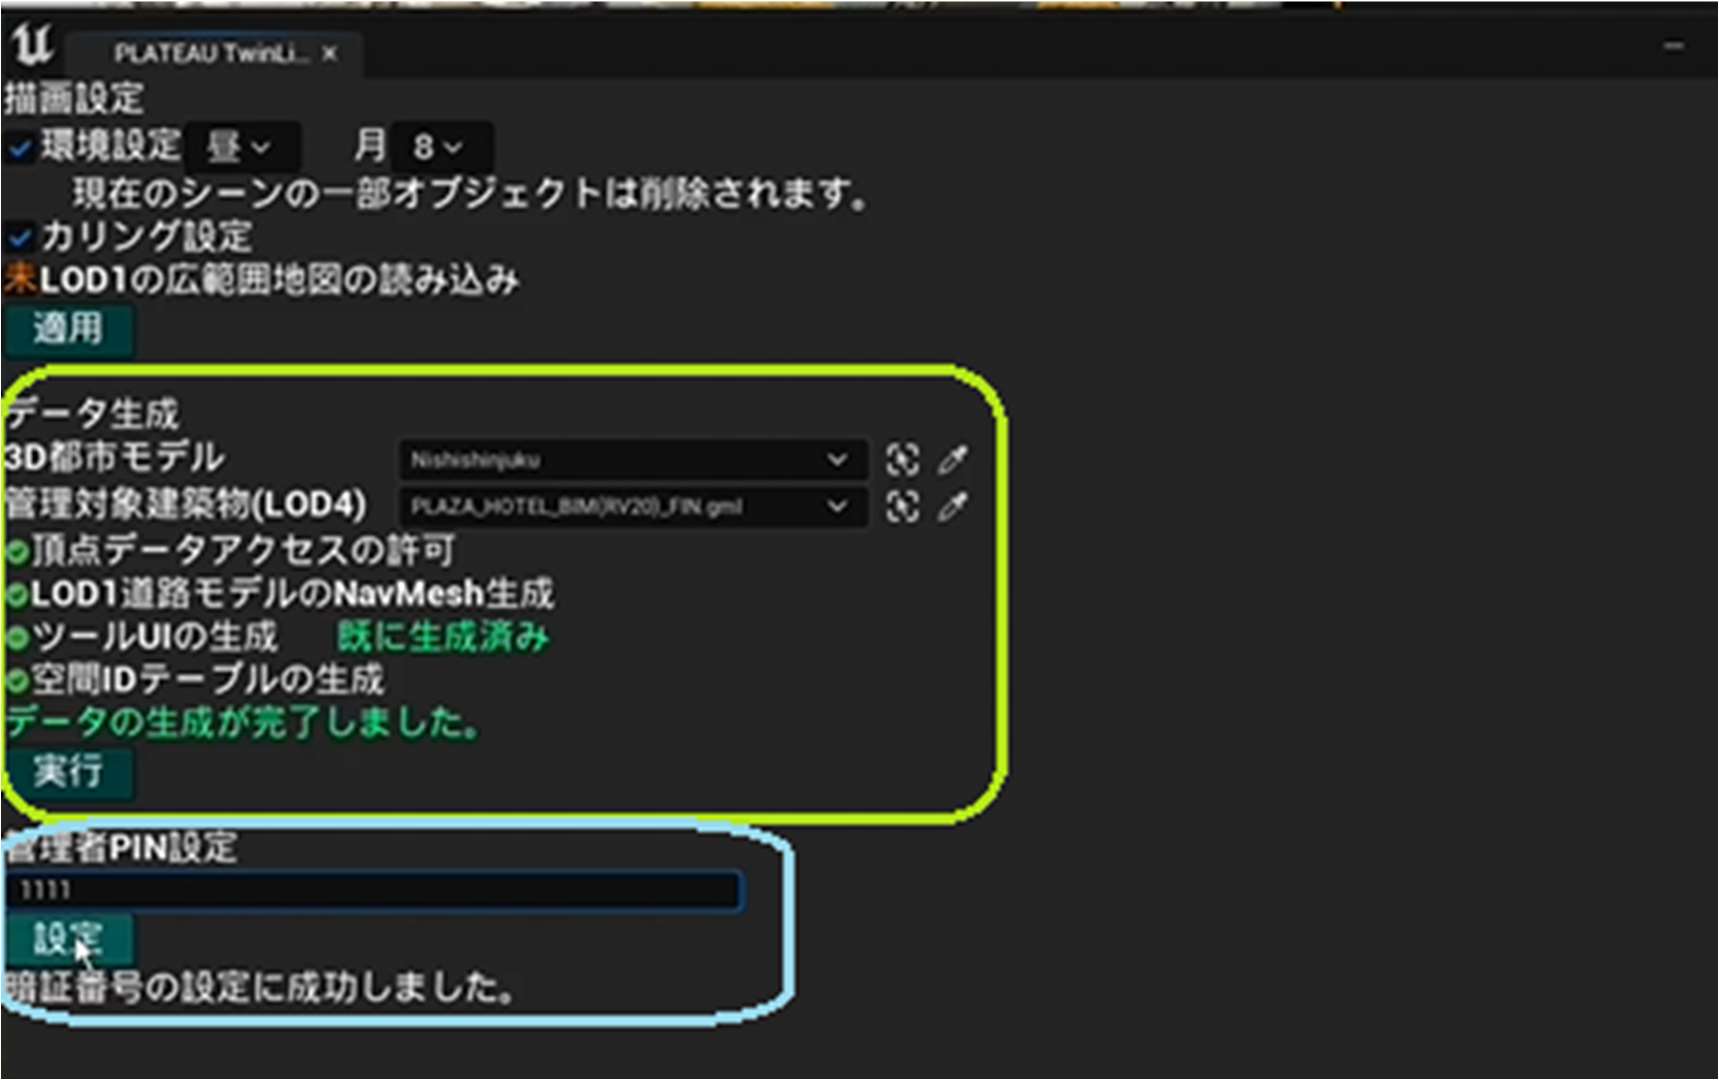 PLATEAU TwinLi...
描画設定
環境設定 昼 月 8
現在のシーンの一部オブジェクトは削除されます。
カリング設定
未LOD1の広範囲地図の読み込み
適用
データ生成
3D都市モデル Nishishinjuku
管理対象建築物(LOD4) PLAZA_HOTEL_BIM(RV20)_FIN.gml
頂点データアクセスの許可
LOD1道路モデルのNavMesh生成
ツールUIの生成 既に生成済み
空間IDテーブルの生成
データの生成が完了しました。
実行
管理者PIN設定
1111
設定
暗証番号の設定に成功しました。